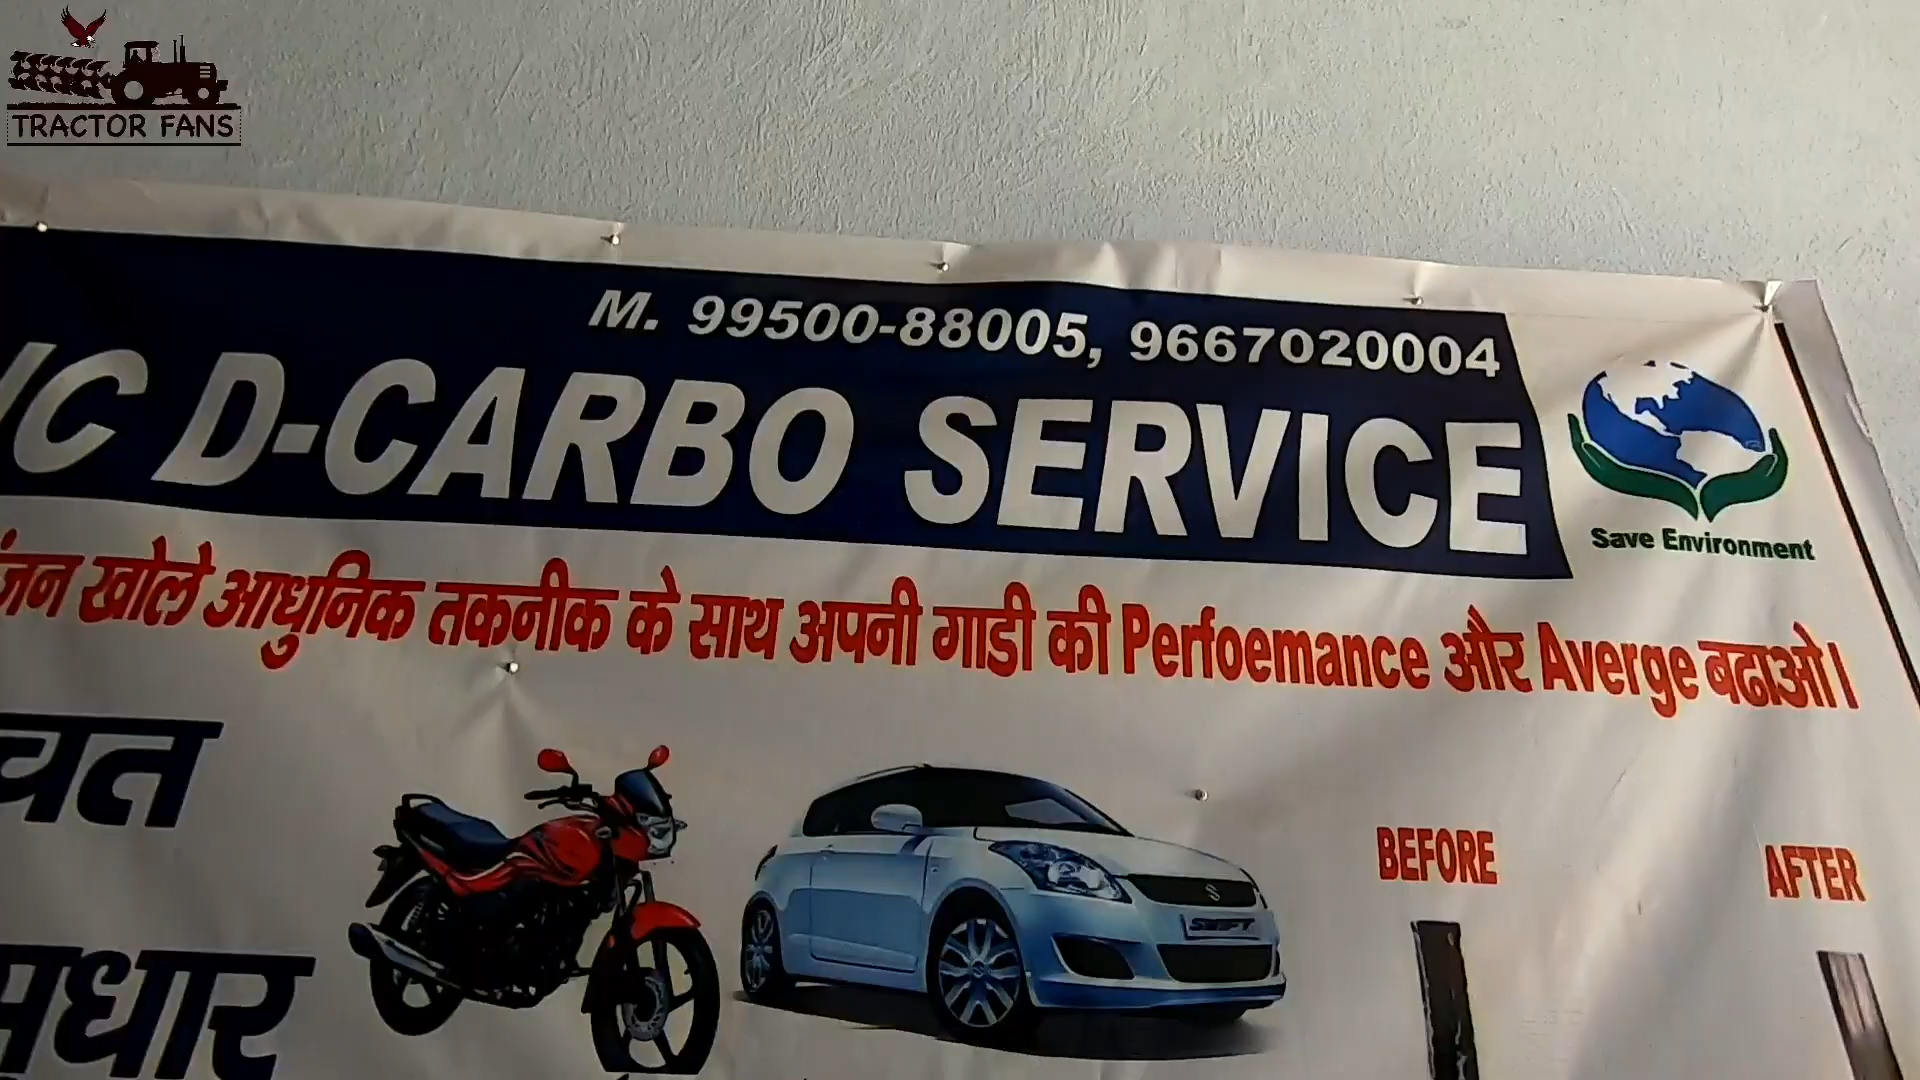 TRACTOR FANS
M. 99500-88005, 9667020004
IC D-CARBO SERVICE
Save Environment
खोले आधुनिक तकनीक के साथ अपनी गाडी की Perfoemance और Averge बढाओ।
BEFORE
AFTER
SWIFT
सुधार